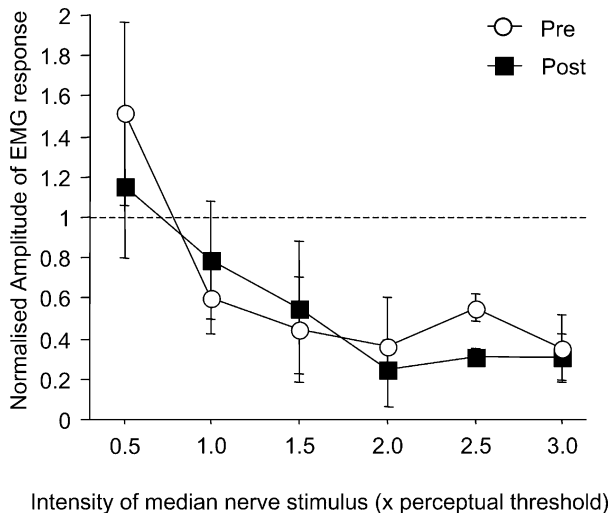 2
1.8
1.6
1.4
1.2
1
0.8
0.6
0.4
0.2
0
Normalised Amplitude of EMG response
Pre
Post
0.5 1.0 1.5 2.0 2.5 3.0
Intensity of median nerve stimulus (x perceptual threshold)